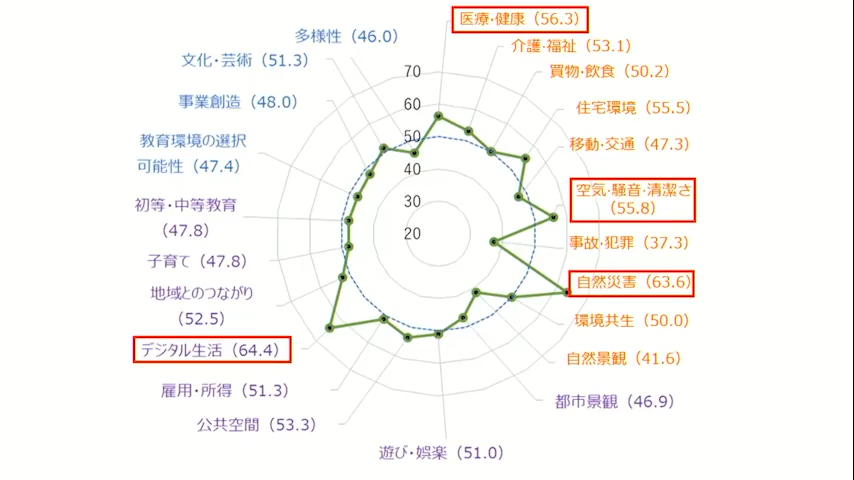 医療・健康（56.3）
介護・福祉（53.1）
買物・飲食（50.2）
住宅環境（55.5）
移動・交通（47.3）
空気・騒音・清潔さ
（55.8）
事故・犯罪（37.3）
自然災害（63.6）
環境共生（50.0）
自然景観（41.6）
都市景観（46.9）
遊び・娯楽（51.0）
公共空間（53.3）
雇用・所得（51.3）
デジタル生活（64.4）
地域とのつながり
（52.5）
子育て（47.8）
初等・中等教育
（47.8）
教育環境の選択
可能性（47.4）
事業創造（48.0）
文化・芸術（51.3）
多様性（46.0）
70
60
50
40
30
20